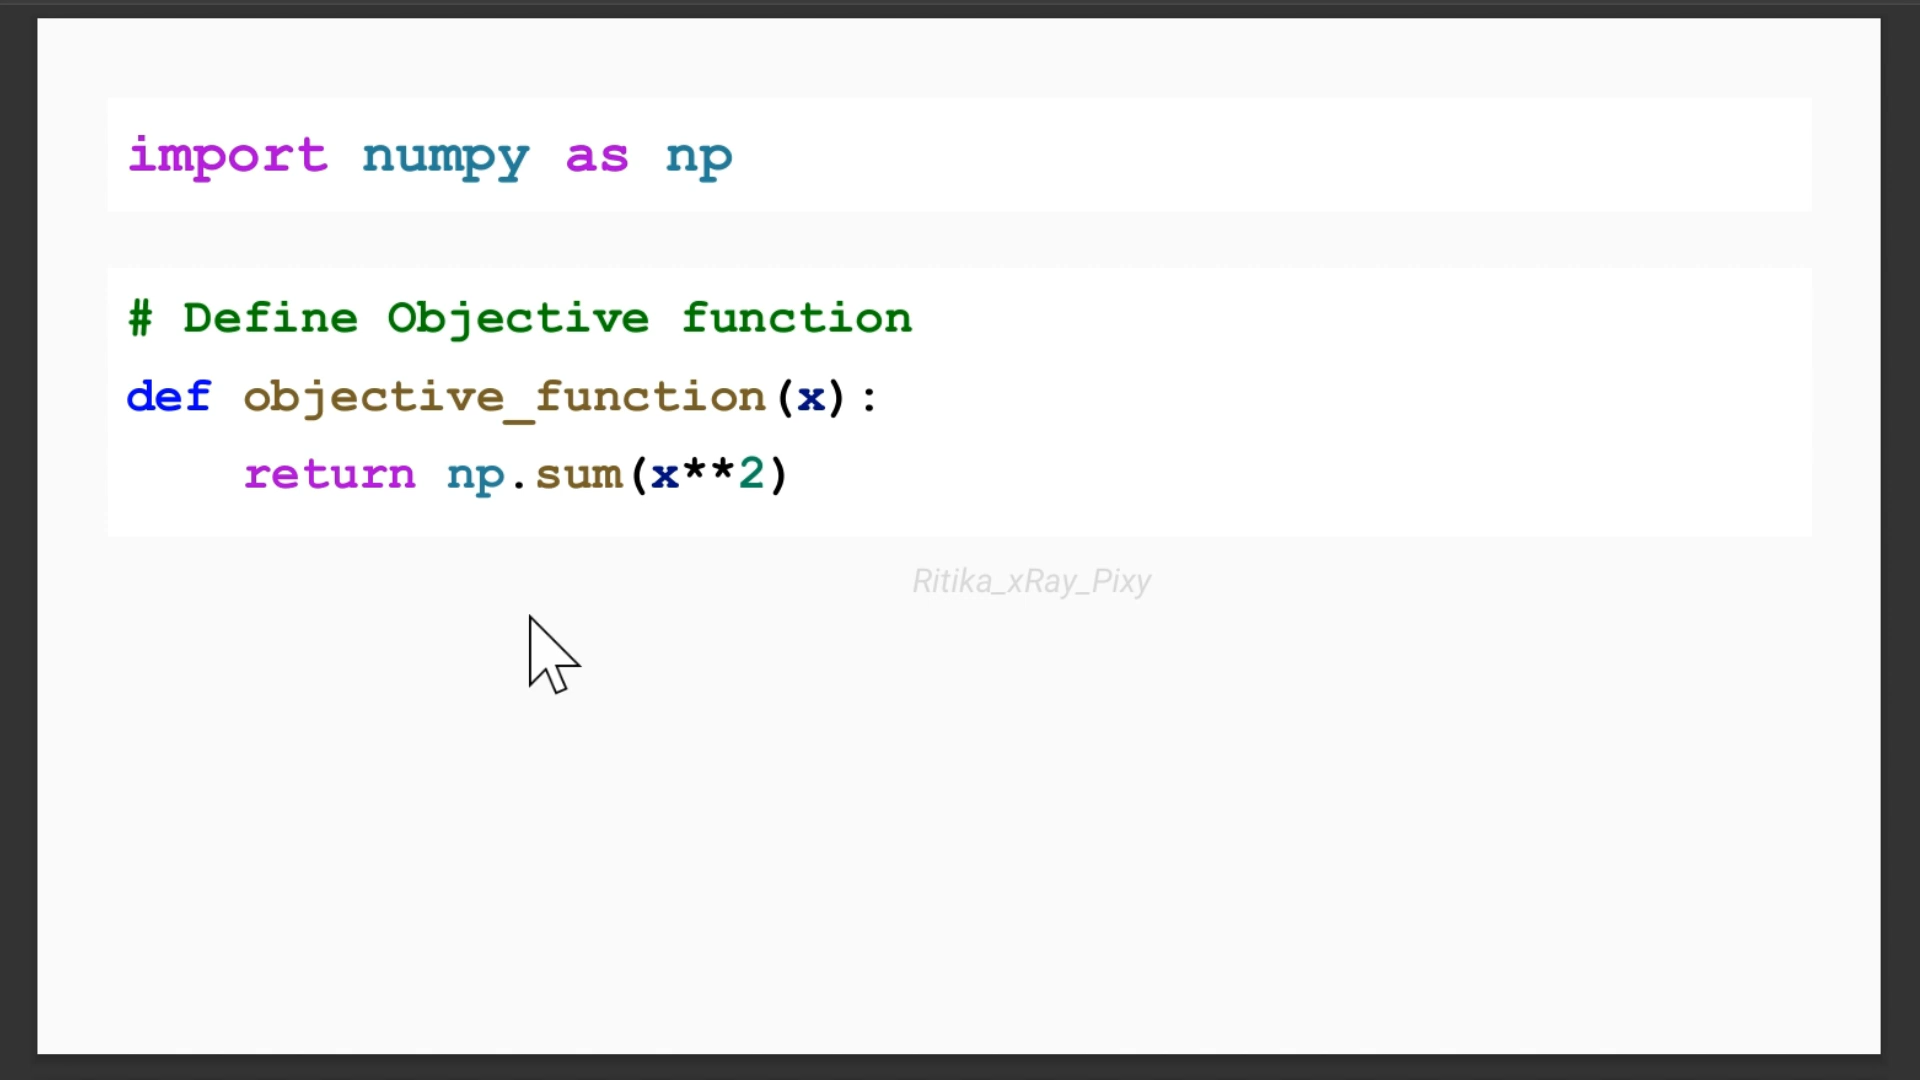 import numpy as np
# Define Objective function
def objective_function(x):
    return np.sum(x**2)
Ritika_xRay_Pixy